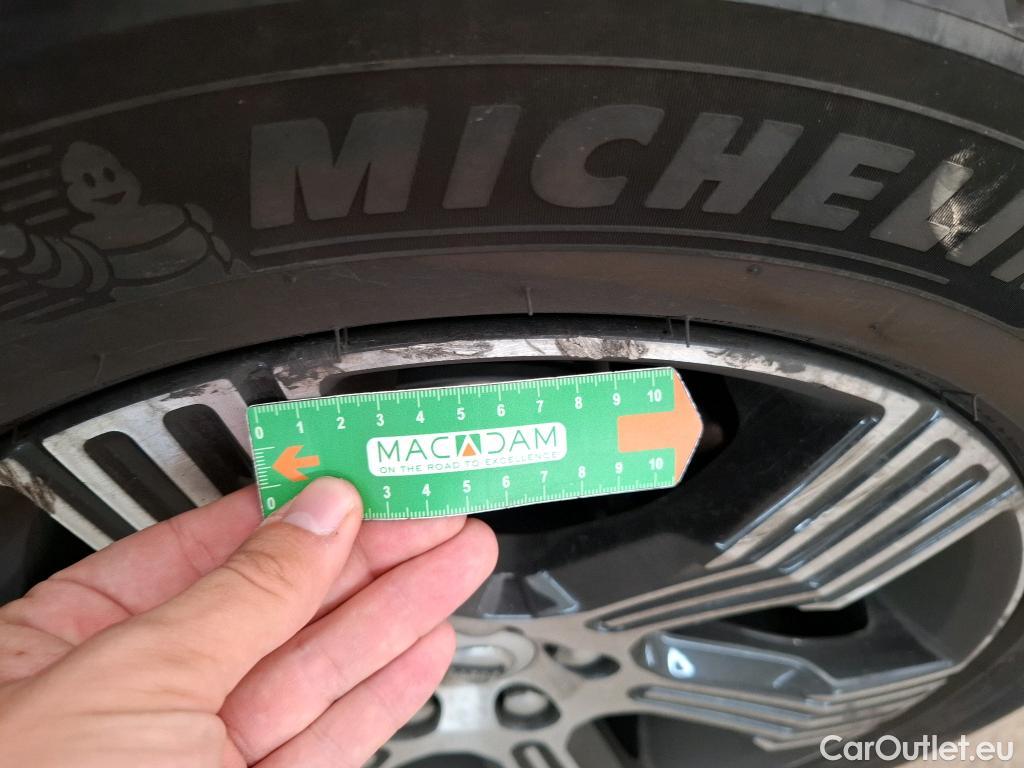 MICHELIN
0 1 2 3 4 5 6 7 8 9 10
MACADAM
ON THE ROAD TO EXCELLENCE
0 3 4 5 6 7 8 9 10
CarOutlet.eu